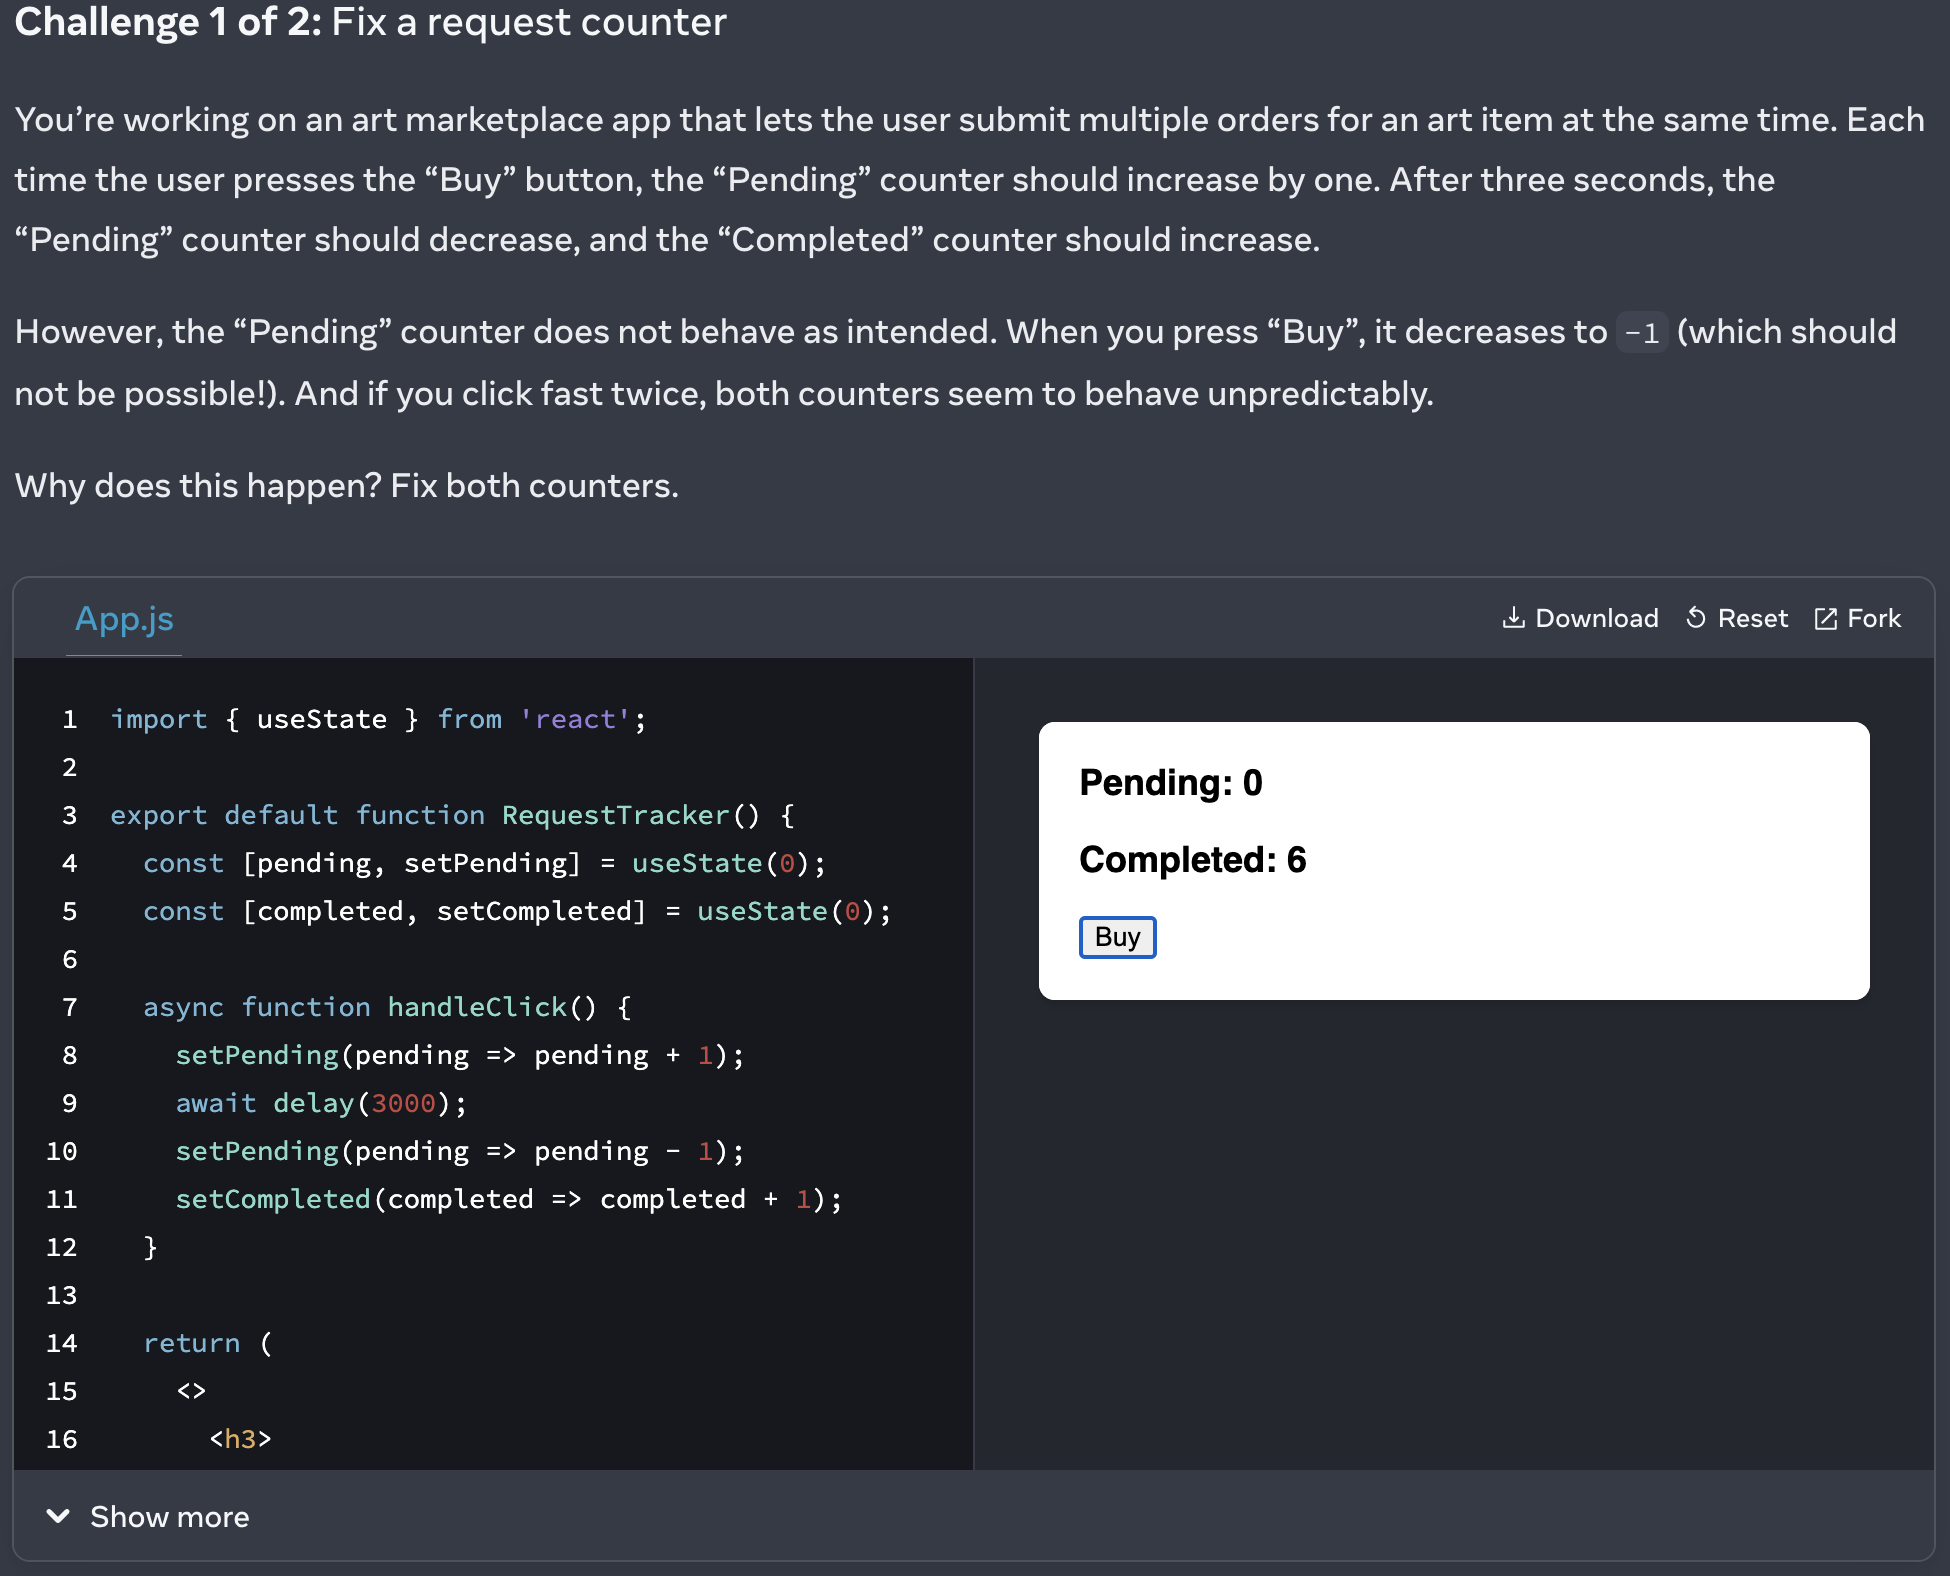 Challenge 1 of 2: Fix a request counter
You’re working on an art marketplace app that lets the user submit multiple orders for an art item at the same time. Each
time the user presses the “Buy” button, the “Pending” counter should increase by one. After three seconds, the
“Pending” counter should decrease, and the “Completed” counter should increase.
However, the “Pending” counter does not behave as intended. When you press “Buy”, it decreases to -1 (which should
not be possible!). And if you click fast twice, both counters seem to behave unpredictably.
Why does this happen? Fix both counters.
App.js
Download Reset Fork
1 import { useState } from 'react';
2
3 export default function RequestTracker() {
4   const [pending, setPending] = useState(0);
5   const [completed, setCompleted] = useState(0);
6
7   async function handleClick() {
8     setPending(pending => pending + 1);
9     await delay(3000);
10     setPending(pending => pending - 1);
11     setCompleted(completed => completed + 1);
12   }
13
14   return (
15     <>
16       <h3>
Pending: 0
Completed: 6
Buy
Show more